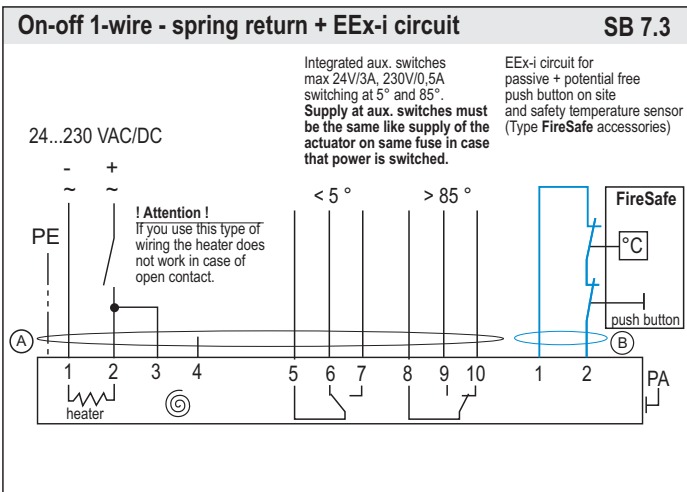 On-off 1-wire - spring return + EEx-i circuit
SB 7.3
Integrated aux. switches
max 24V/3A, 230V/0,5A
switching at 5° and 85°.
Supply at aux. switches must
be the same like supply of the
actuator on same fuse in case
that power is switched.
EEx-i circuit for
passive + potential free
push button on site
and safety temperature sensor
(Type FireSafe accessories)
24...230 VAC/DC
- +
~ ~
! Attention !
If you use this type of
wiring the heater does
not work in case of
open contact.
PE
< 5 °
> 85 °
FireSafe
°C
push button
A
B
1 2 3 4 5 6 7 8 9 10 1 2
PA
heater